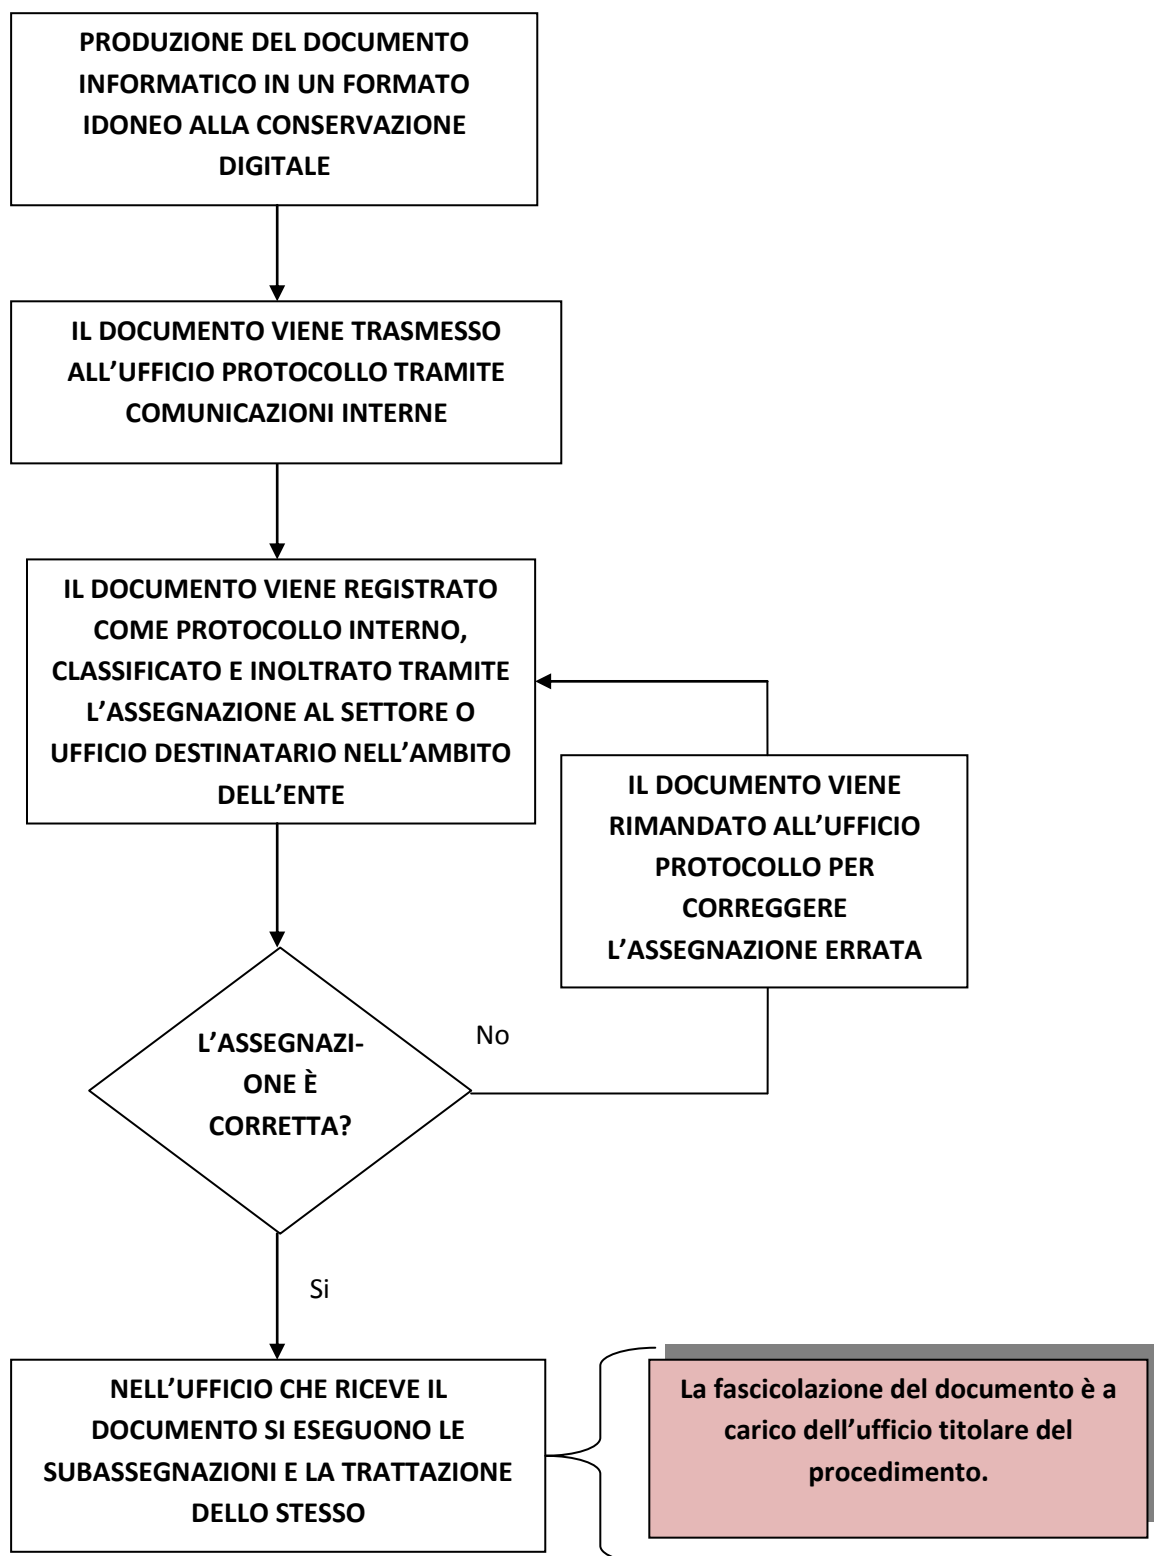 PRODUZIONE DEL DOCUMENTO
INFORMATICO IN UN FORMATO
IDONEO ALLA CONSERVAZIONE
DIGITALE
IL DOCUMENTO VIENE TRASMESSO
ALL’UFFICIO PROTOCOLLO TRAMITE
COMUNICAZIONI INTERNE
IL DOCUMENTO VIENE REGISTRATO
COME PROTOCOLLO INTERNO,
CLASSIFICATO E INOLTRATO TRAMITE
L’ASSEGNAZIONE AL SETTORE O
UFFICIO DESTINATARIO NELL’AMBITO
DELL’ENTE
IL DOCUMENTO VIENE
RIMANDATO ALL’UFFICIO
PROTOCOLLO PER
CORREGGERE
L’ASSEGNAZIONE ERRATA
L’ASSEGNAZI-
ONE È
CORRETTA?
No
Si
NELL’UFFICIO CHE RICEVE IL
DOCUMENTO SI ESEGUONO LE
SUBASSEGNAZIONI E LA TRATTAZIONE
DELLO STESSO
La fascicolazione del documento è a
carico dell’ufficio titolare del
procedimento.